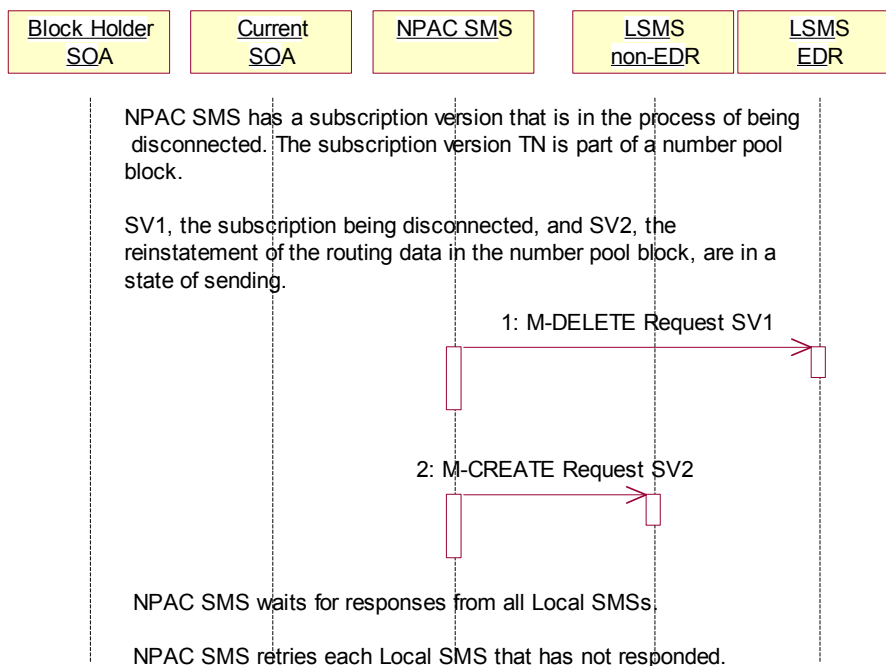 Block Holder
SOA
Current
SOA
NPAC SMS
LSMS
non-EDR
LSMS
EDR
NPAC SMS has a subscription version that is in the process of being
disconnected. The subscription version TN is part of a number pool
block.
SV1, the subscription being disconnected, and SV2, the
reinstatement of the routing data in the number pool block, are in a
state of sending.
1: M-DELETE Request SV1
2: M-CREATE Request SV2
NPAC SMS waits for responses from all Local SMSs.
NPAC SMS retries each Local SMS that has not responded.